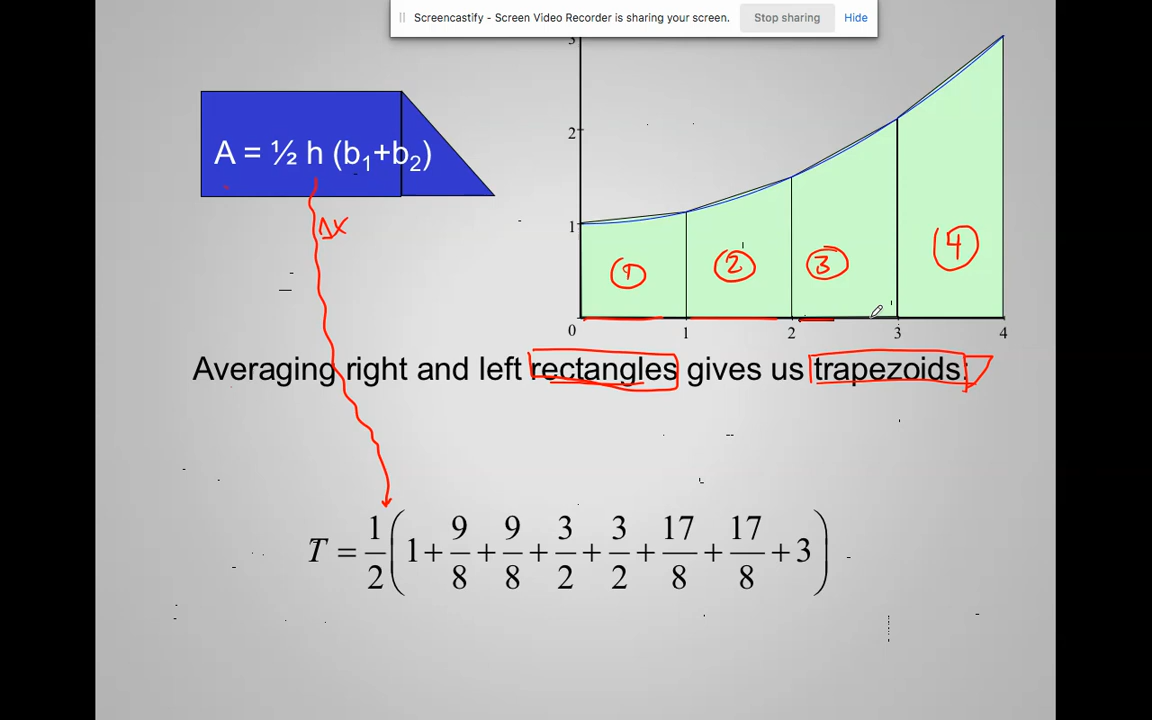 Screencastify - Screen Video Recorder is sharing your screen. Stop sharing Hide
A = ½ h (b₁+b₂)
Δx
3
2
1
① ② ③ ④
0 1 2 3 4
Averaging right and left rectangles gives us trapezoids.
T = 1/2 (1 + 9/8 + 9/8 + 3/2 + 3/2 + 17/8 + 17/8 + 3)